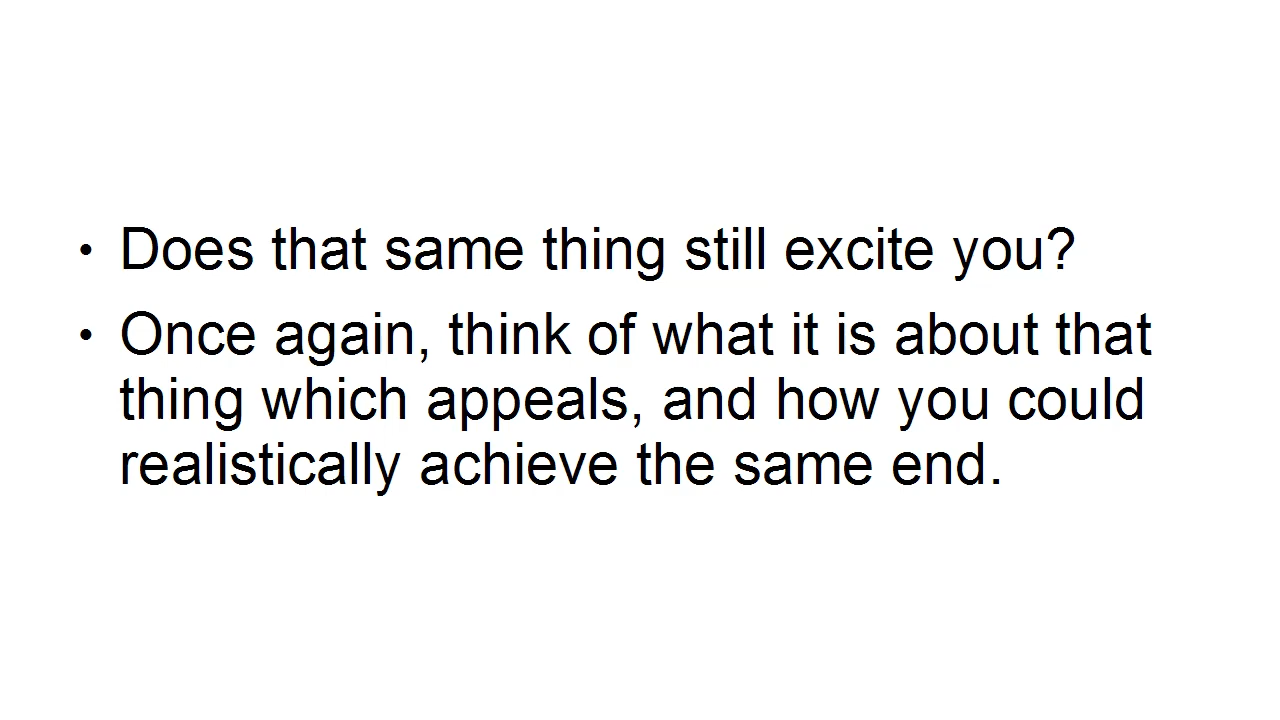 • Does that same thing still excite you?
• Once again, think of what it is about that
thing which appeals, and how you could
realistically achieve the same end.